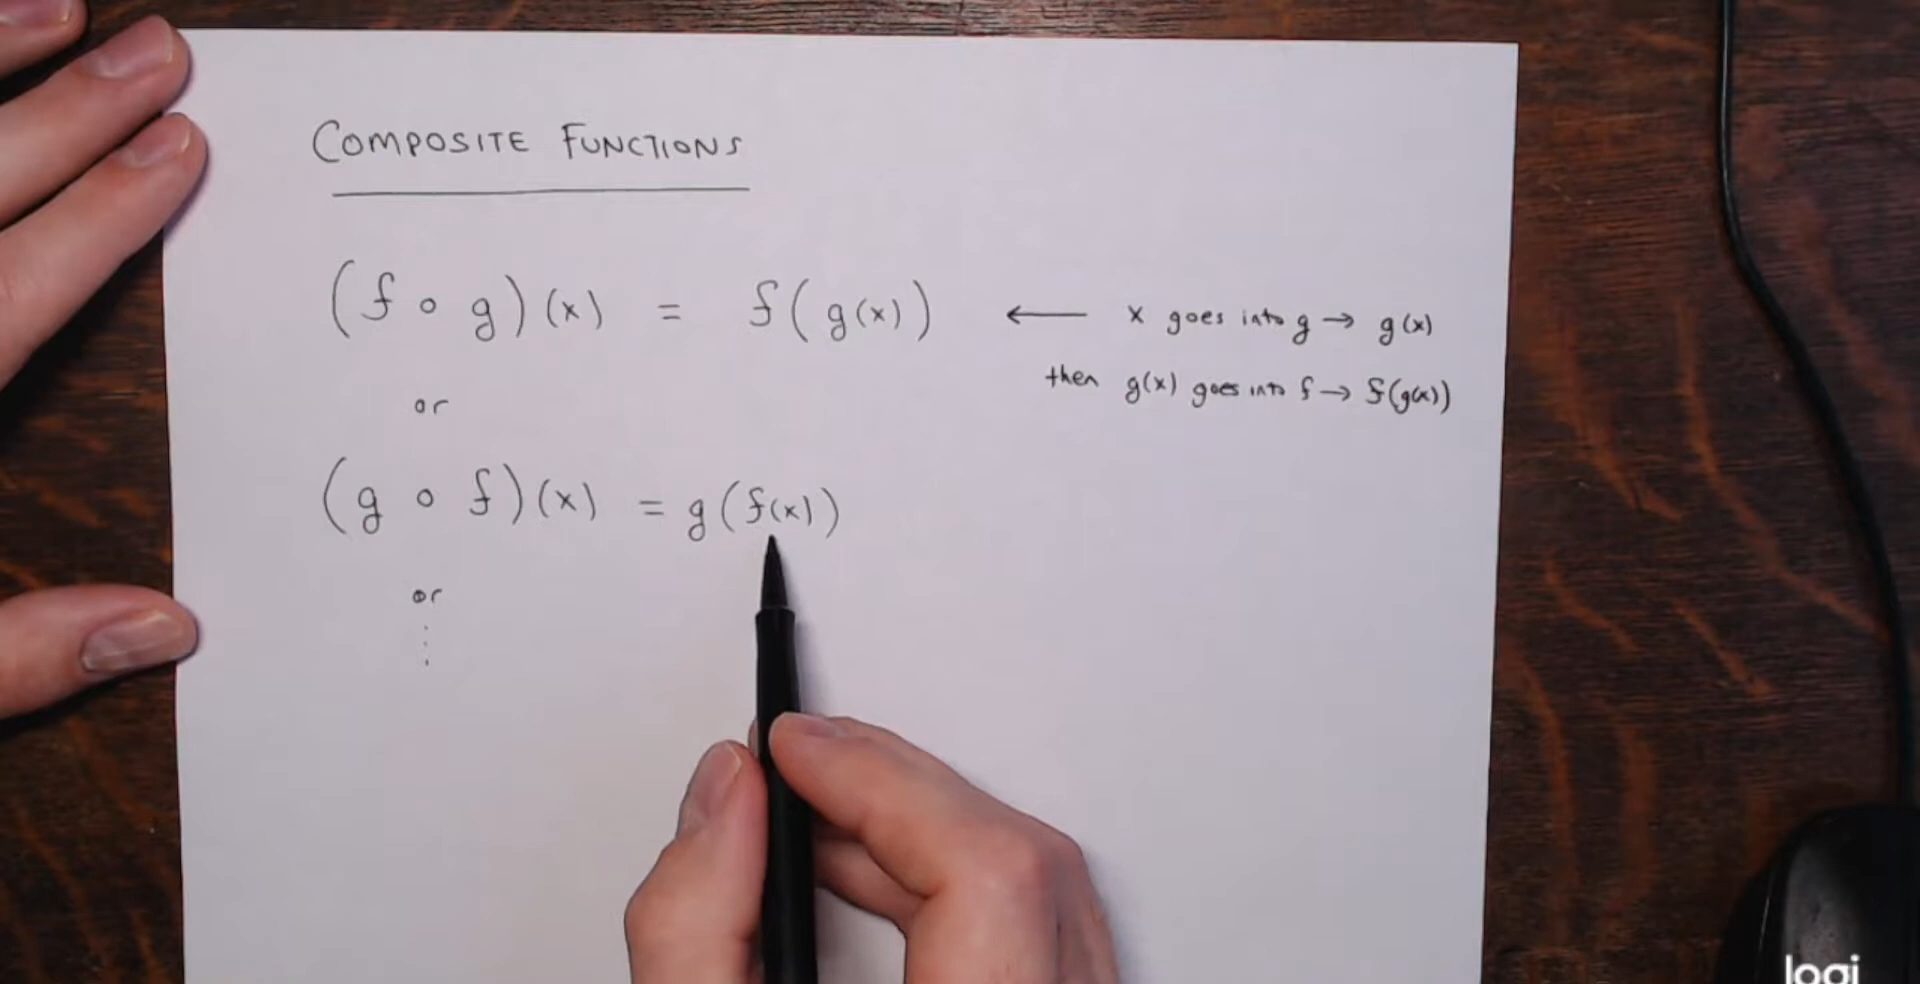 COMPOSITE FUNCTIONS
(f ∘ g)(x) = f(g(x)) ← x goes into g → g(x)
then g(x) goes into f → f(g(x))
or
(g ∘ f)(x) = g(f(x))
or
⋮
logi